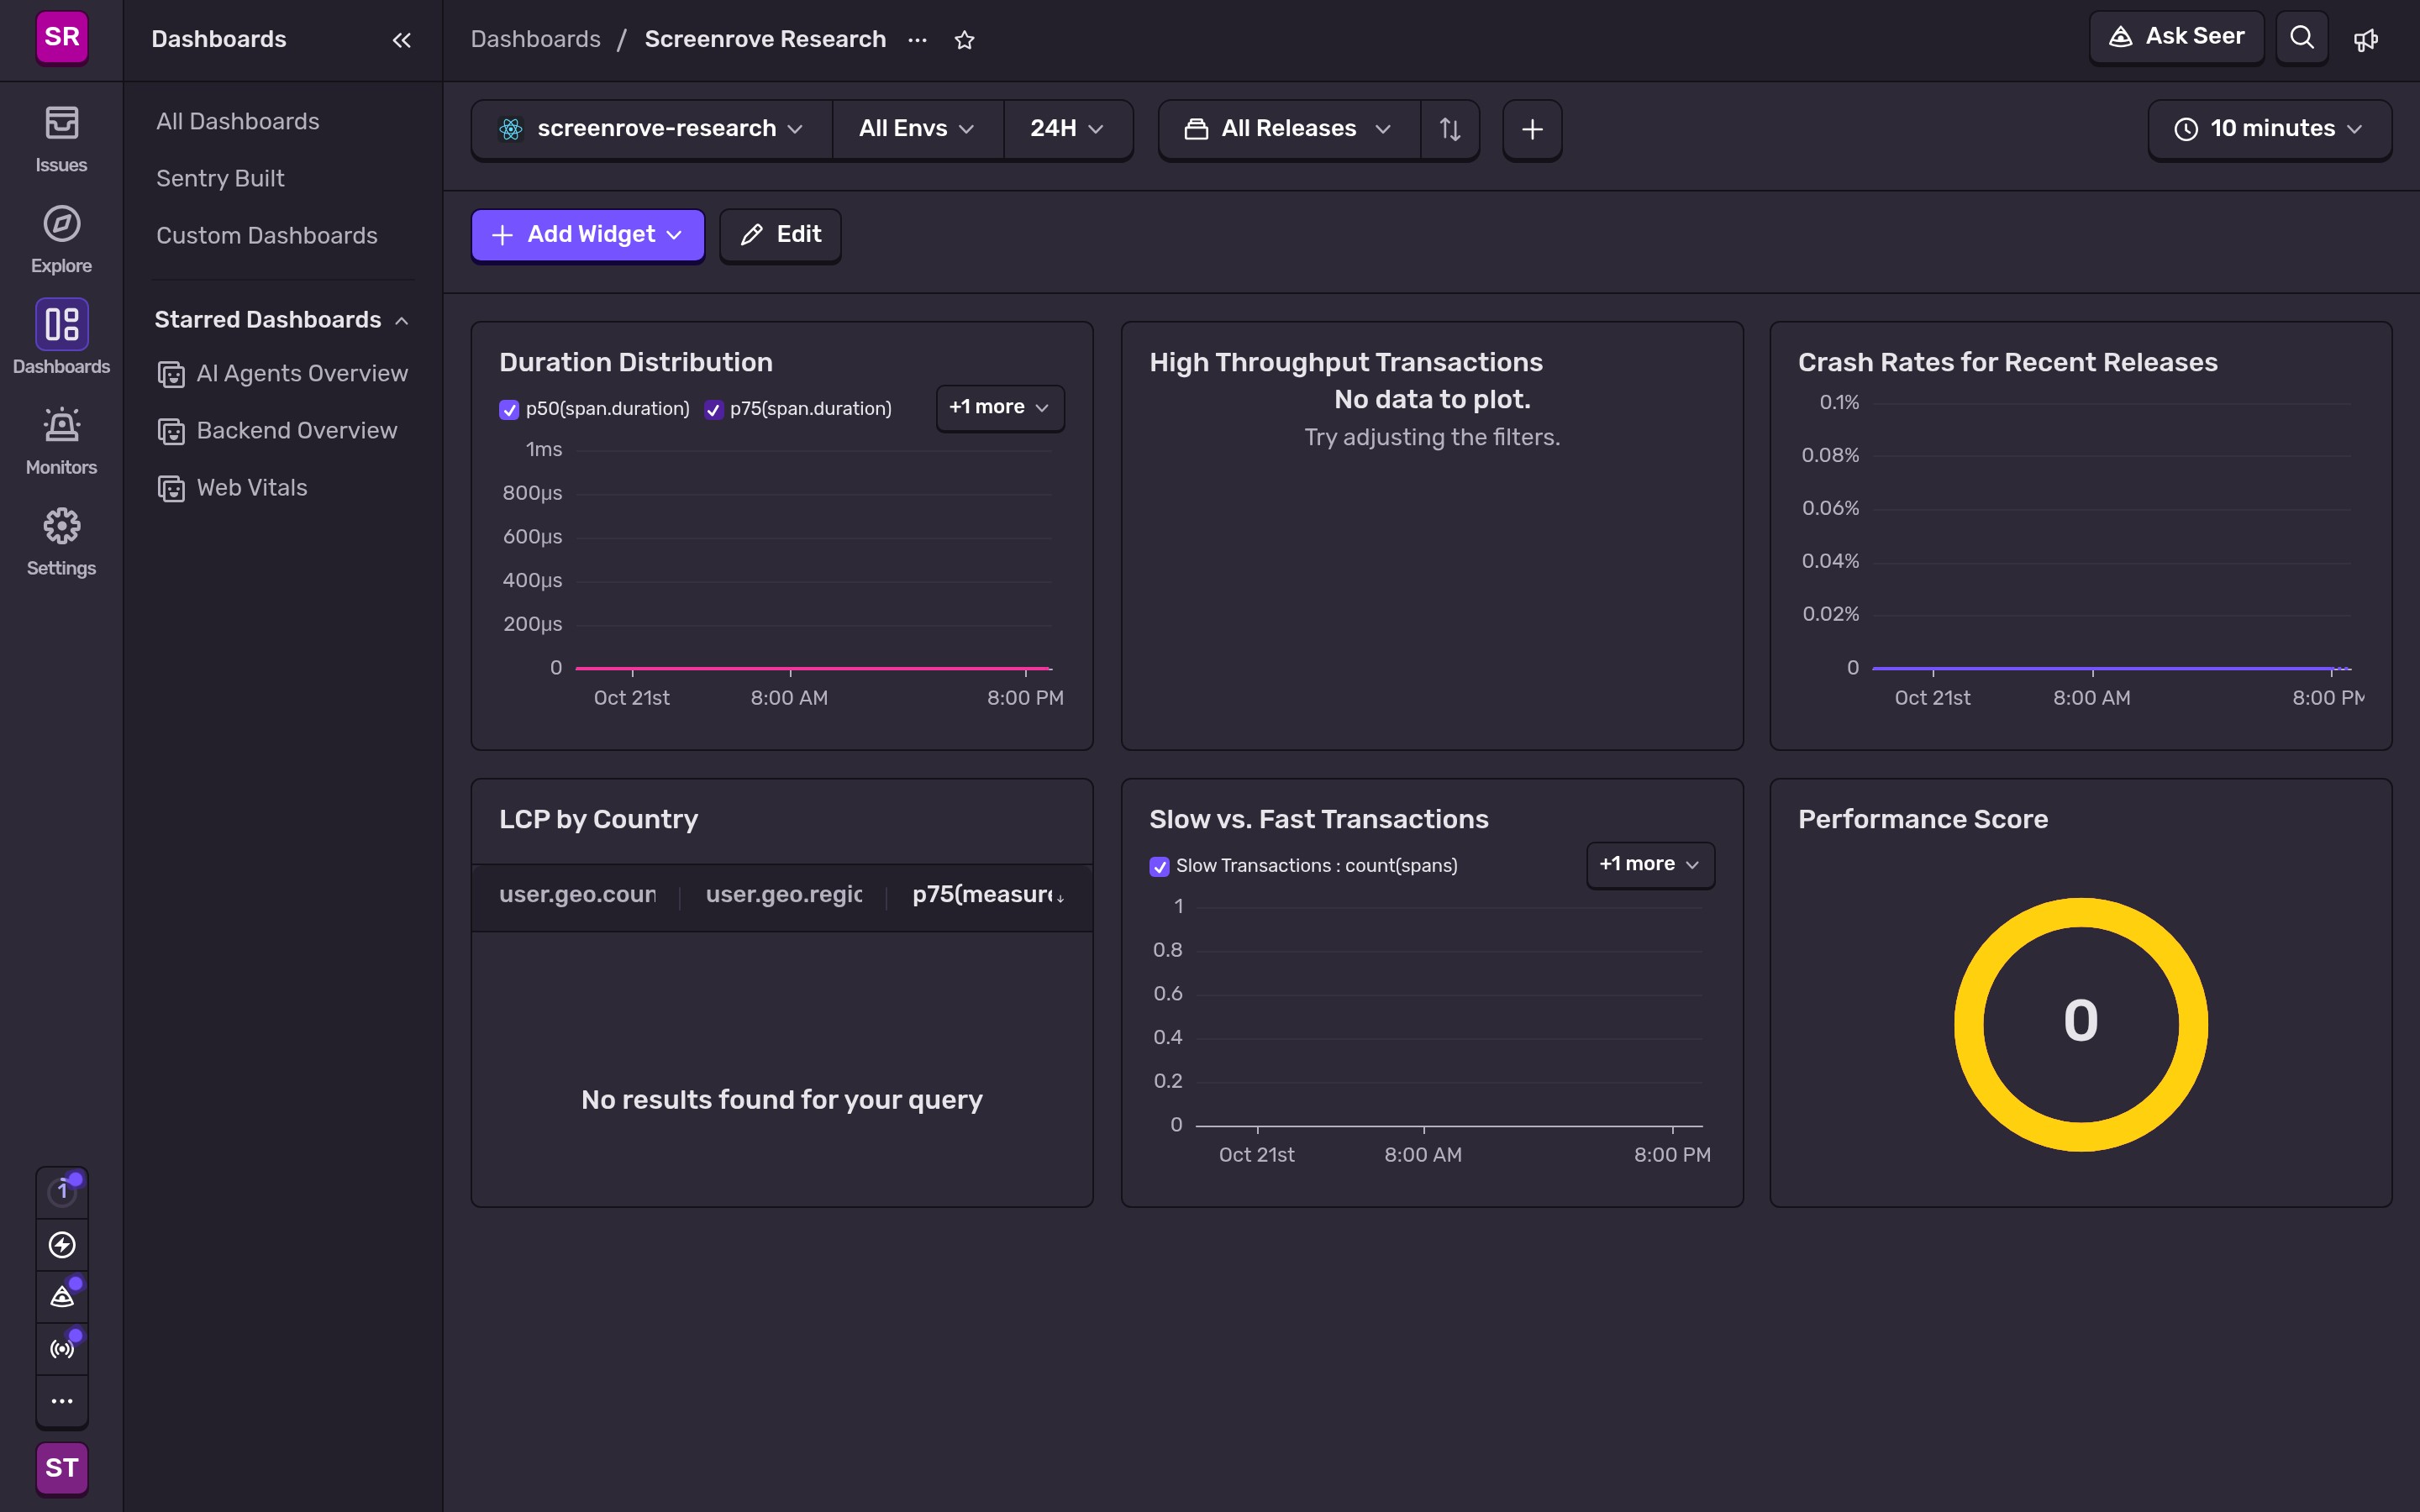 SR
Dashboards
Dashboards / Screenrove Research
Ask Seer
Issues
Explore
Dashboards
Monitors
Settings
1
ST
All Dashboards
Sentry Built
Custom Dashboards
Starred Dashboards
AI Agents Overview
Backend Overview
Web Vitals
screenrove-research
All Envs
24H
All Releases
10 minutes
Add Widget
Edit
Duration Distribution
p50(span.duration) p75(span.duration) +1 more
1ms
800µs
600µs
400µs
200µs
0
Oct 21st 8:00 AM 8:00 PM
High Throughput Transactions
No data to plot.
Try adjusting the filters.
Crash Rates for Recent Releases
0.1%
0.08%
0.06%
0.04%
0.02%
0
Oct 21st 8:00 AM 8:00 PM
LCP by Country
user.geo.coun user.geo.regic p75(measure
No results found for your query
Slow vs. Fast Transactions
Slow Transactions : count(spans) +1 more
1
0.8
0.6
0.4
0.2
0
Oct 21st 8:00 AM 8:00 PM
Performance Score
0